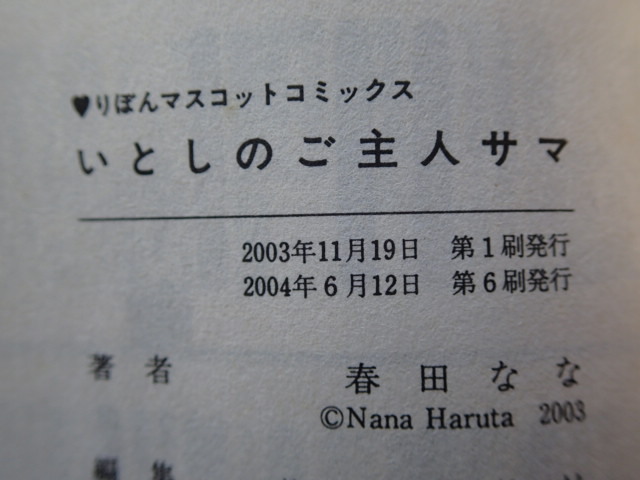 ♥りぼんマスコットコミックス
いとしのご主人サマ
2003年11月19日 第1刷発行
2004年6月12日 第6刷発行
著者 春田なな
©Nana Haruta 2003
編集